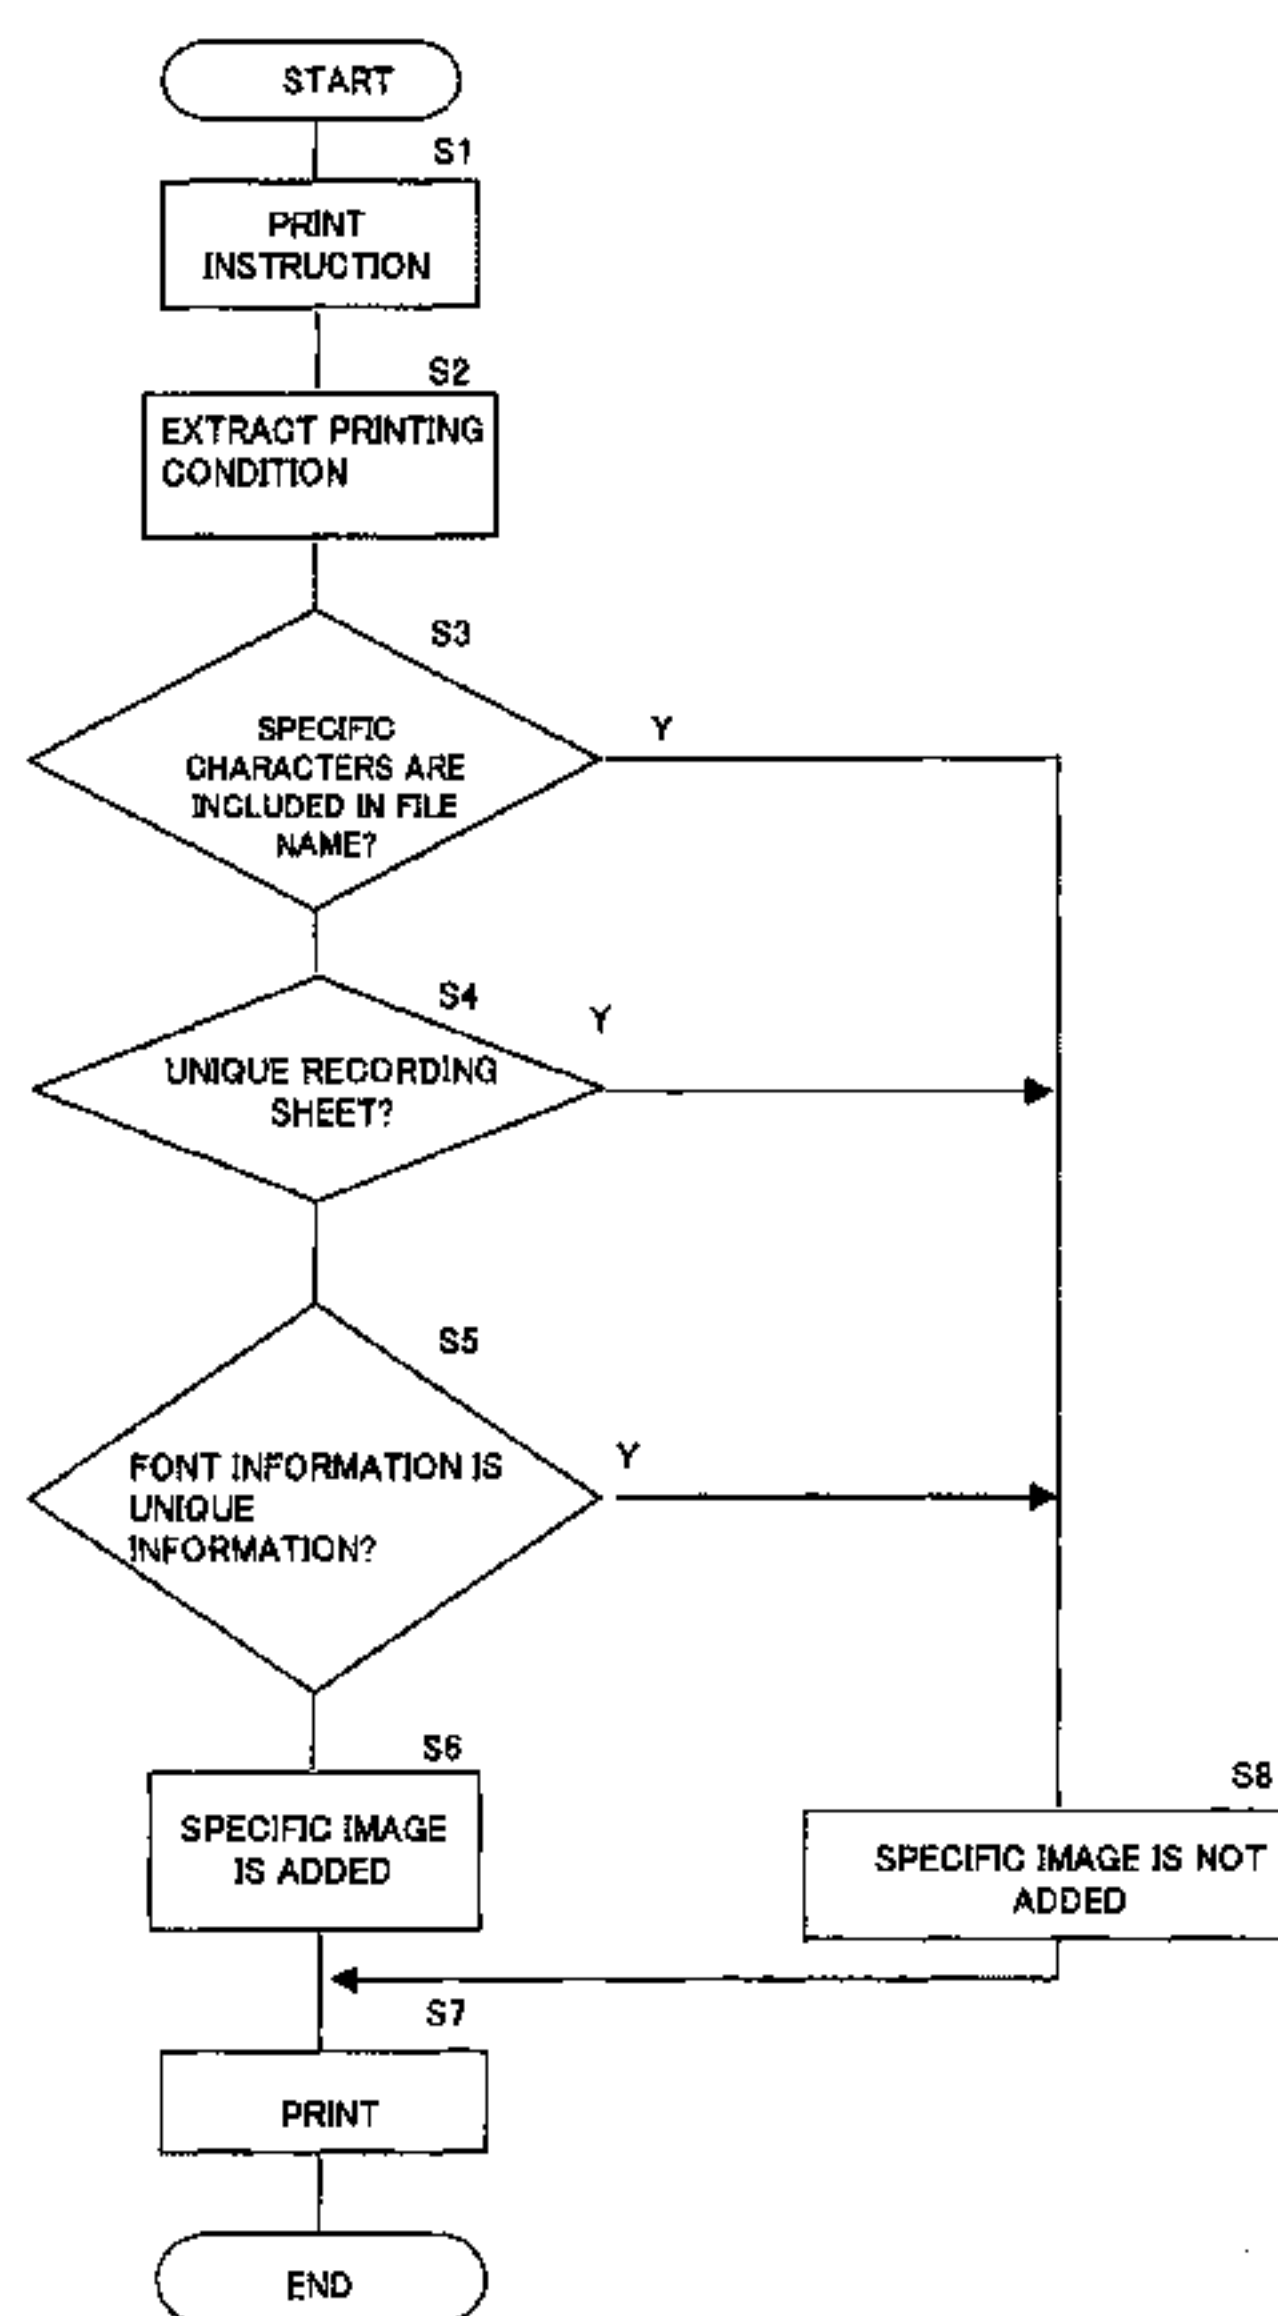 START
S1
PRINT
INSTRUCTION
S2
EXTRACT PRINTING
CONDITION
S3
SPECIFIC
CHARACTERS ARE
INCLUDED IN FILE
NAME?
Y
S4
UNIQUE RECORDING
SHEET?
Y
S5
FONT INFORMATION IS
UNIQUE
INFORMATION?
Y
S6
SPECIFIC IMAGE
IS ADDED
S8
SPECIFIC IMAGE IS NOT
ADDED
S7
PRINT
END